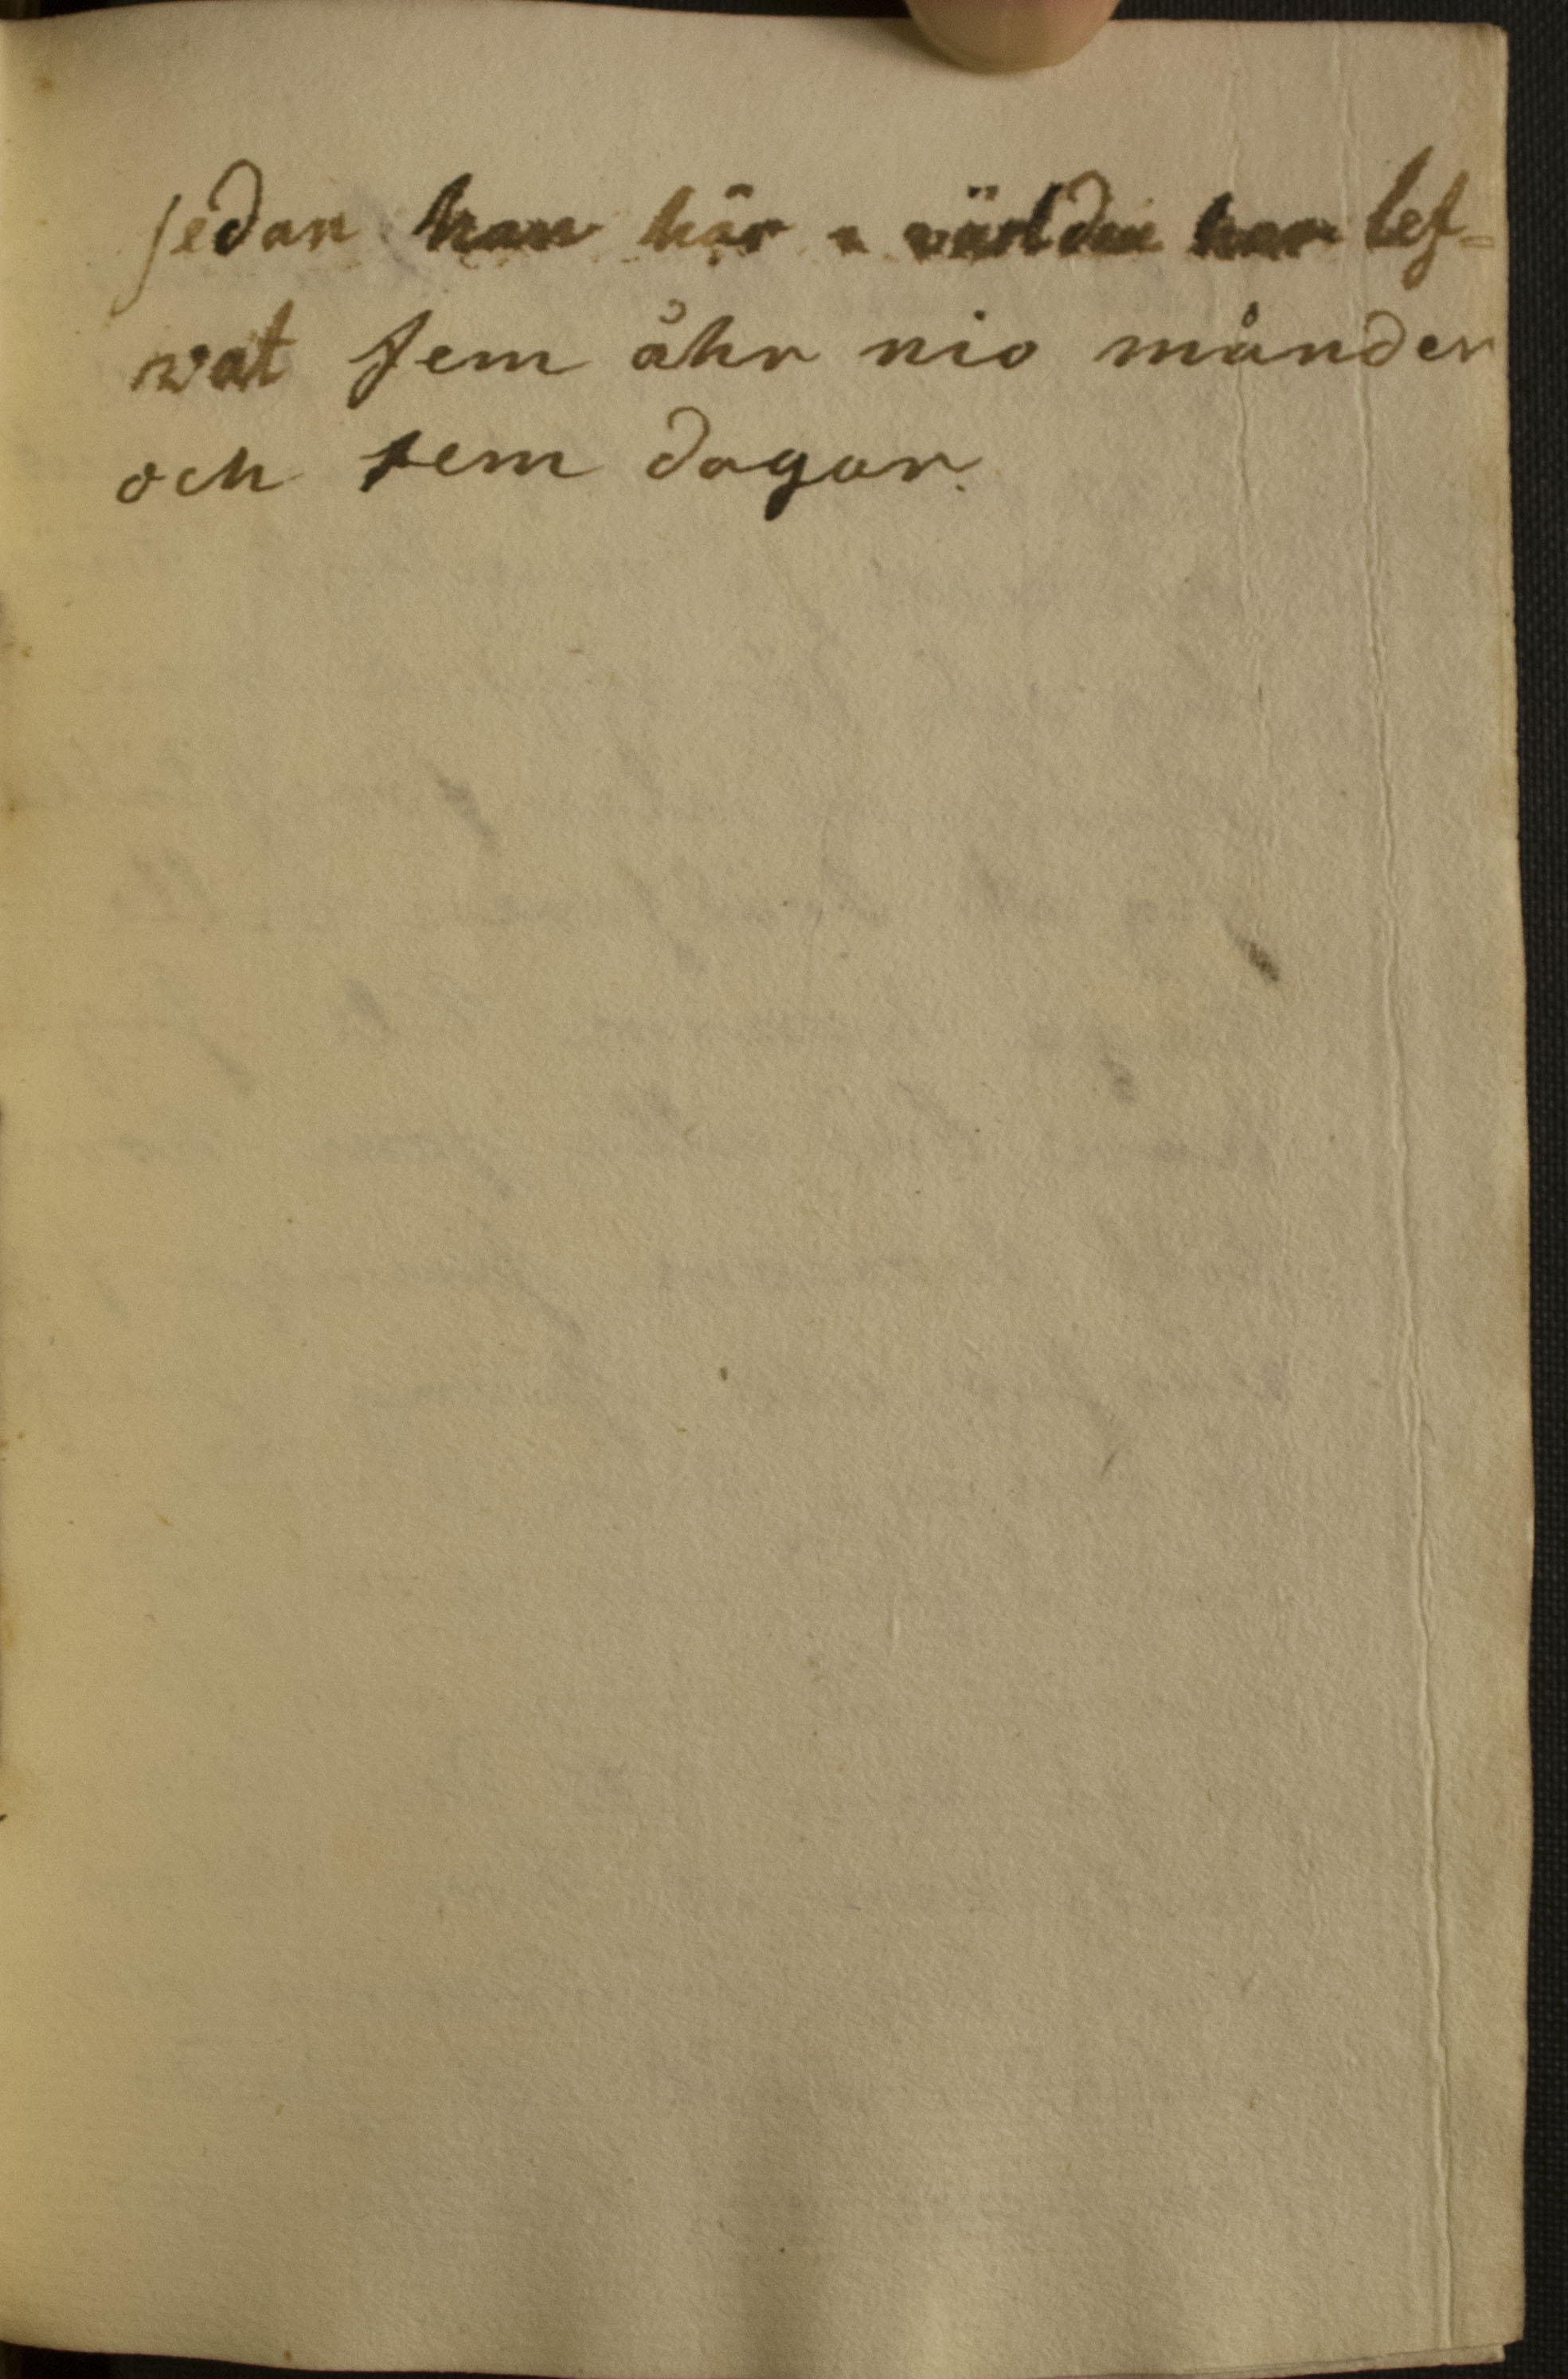 sedan han här i världen har lef=
wat fem åhr nio månder
och fem dagar.